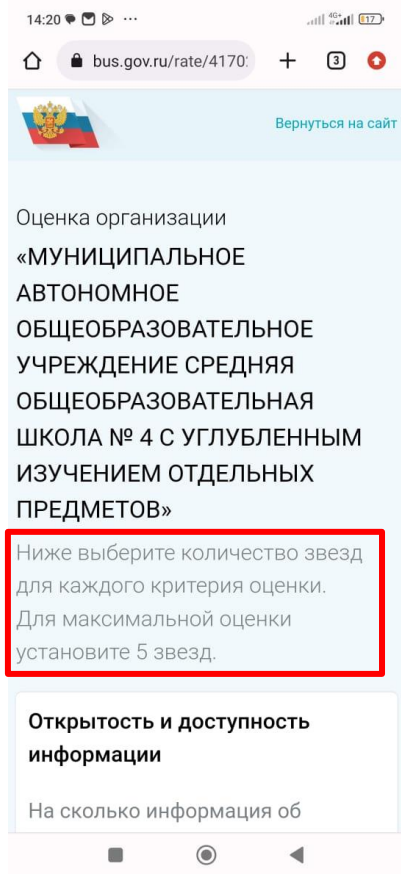 14:20
4G+
17
bus.gov.ru/rate/4170
3
Вернуться на сайт
Оценка организации
«МУНИЦИПАЛЬНОЕ
АВТОНОМНОЕ
ОБЩЕОБРАЗОВАТЕЛЬНОЕ
УЧРЕЖДЕНИЕ СРЕДНЯЯ
ОБЩЕОБРАЗОВАТЕЛЬНАЯ
ШКОЛА № 4 С УГЛУБЛЕННЫМ
ИЗУЧЕНИЕМ ОТДЕЛЬНЫХ
ПРЕДМЕТОВ»
Ниже выберите количество звезд
для каждого критерия оценки.
Для максимальной оценки
установите 5 звезд.
Открытость и доступность
информации
На сколько информация об